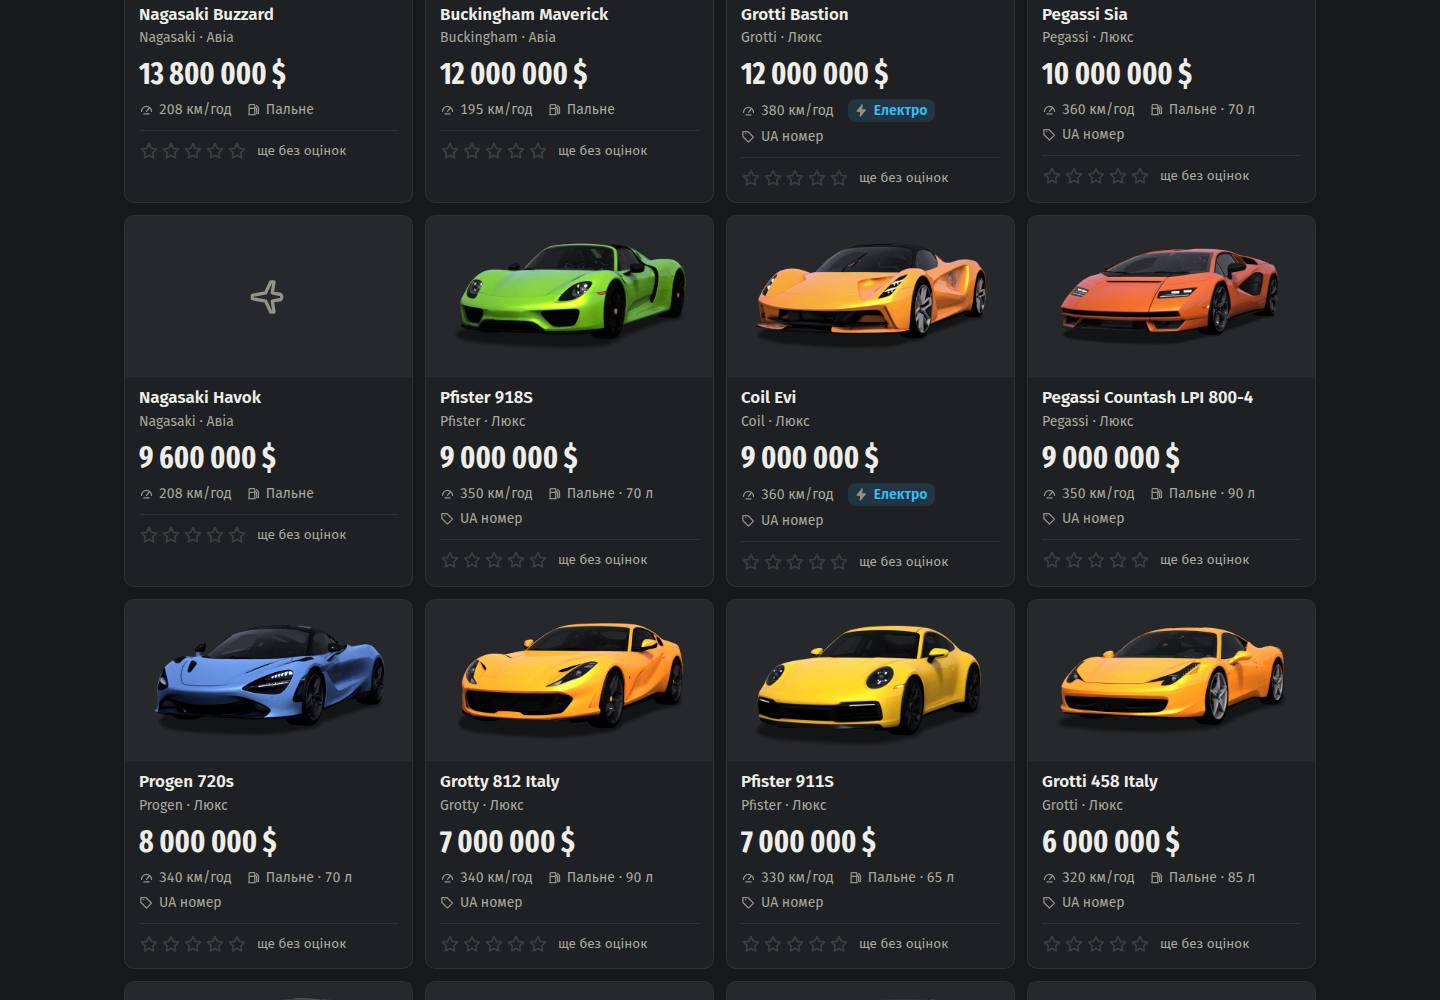 Nagasaki Buzzard
Nagasaki · Авіа
13 800 000 $
208 км/год Пальне
ще без оцінок
Buckingham Maverick
Buckingham · Авіа
12 000 000 $
195 км/год Пальне
ще без оцінок
Grotti Bastion
Grotti · Люкс
12 000 000 $
380 км/год Електро
UA номер
ще без оцінок
Pegassi Sia
Pegassi · Люкс
10 000 000 $
360 км/год Пальне · 70 л
UA номер
ще без оцінок
Nagasaki Havok
Nagasaki · Авіа
9 600 000 $
208 км/год Пальне
ще без оцінок
Pfister 918S
Pfister · Люкс
9 000 000 $
350 км/год Пальне · 70 л
UA номер
ще без оцінок
Coil Evi
Coil · Люкс
9 000 000 $
360 км/год Електро
UA номер
ще без оцінок
Pegassi Countash LPI 800-4
Pegassi · Люкс
9 000 000 $
350 км/год Пальне · 90 л
UA номер
ще без оцінок
Progen 720s
Progen · Люкс
8 000 000 $
340 км/год Пальне · 70 л
UA номер
ще без оцінок
Grotty 812 Italy
Grotty · Люкс
7 000 000 $
340 км/год Пальне · 90 л
UA номер
ще без оцінок
Pfister 911S
Pfister · Люкс
7 000 000 $
330 км/год Пальне · 65 л
UA номер
ще без оцінок
Grotti 458 Italy
Grotti · Люкс
6 000 000 $
320 км/год Пальне · 85 л
UA номер
ще без оцінок